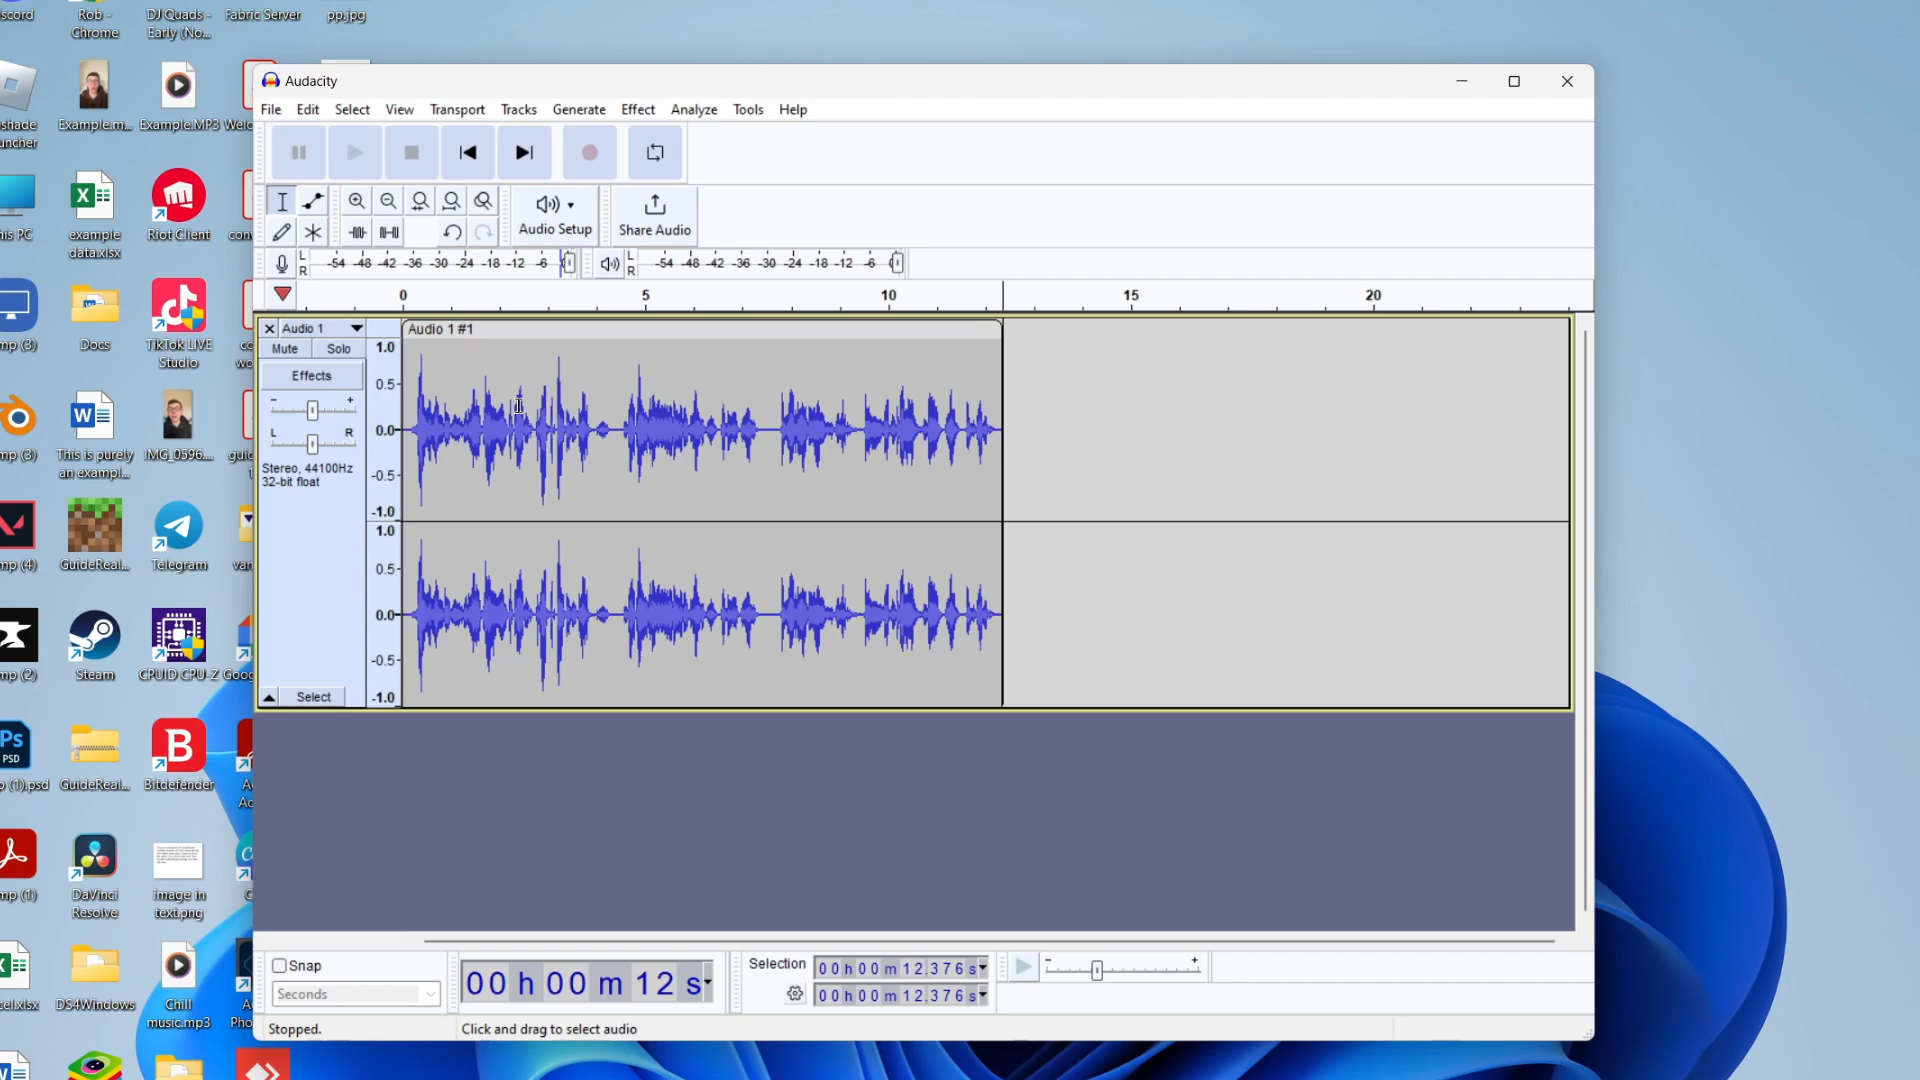 scord
Rob -
Chrome
DJ Quads -
Early (No...
Fabric Server
pp.jpg
shade
uncher
Example.m...
Example.MP3
Welc
his PC
example
data.xlsx
Riot Client
con
mp (3)
Docs
TikTok LIVE
Studio
mp (3)
This is purely
an exampl...
IMG_0596....
guid
mp (4)
GuideReal...
Telegram
van
mp (2)
Steam
CPUID CPU-Z
Goog
Ps
PSD
p (1).psd
GuideReal...
Bitdefender
mp (1)
DaVinci
Resolve
image in
text.png
cel.xlsx
DS4Windows
Chill
music.mp3
Pho
Audacity
File Edit Select View Transport Tracks Generate Effect Analyze Tools Help
Audio Setup
Share Audio
L
R
-54 -48 -42 -36 -30 -24 -18 -12 -6
L
R
-54 -48 -42 -36 -30 -24 -18 -12 -6
0 5 10 15 20
Audio 1
Audio 1 #1
Mute Solo
Effects
- +
L R
Stereo, 44100Hz
32-bit float
Select
1.0
0.5
0.0
-0.5
-1.0
1.0
0.5
0.0
-0.5
-1.0
Snap
Seconds
00 h 00 m 12 s
Selection
00 h 00 m 12.376 s
00 h 00 m 12.376 s
- +
Stopped.
Click and drag to select audio